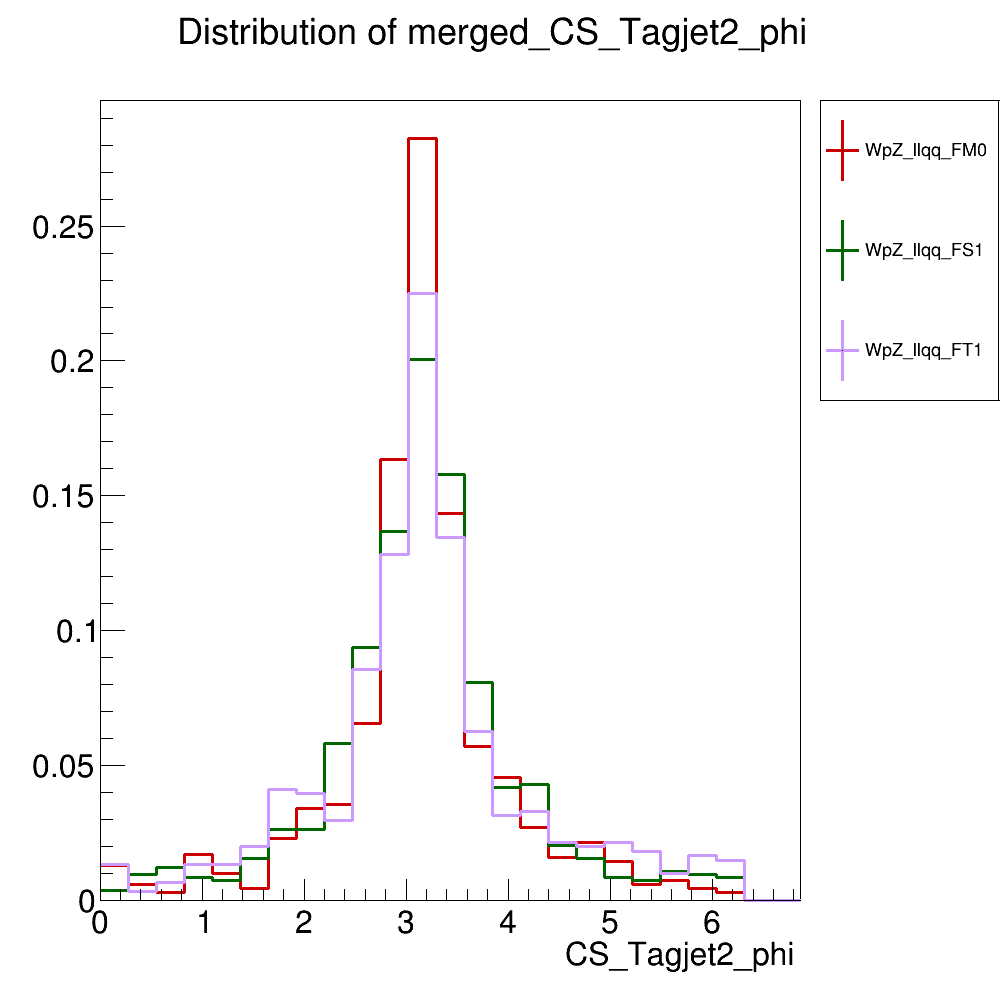 Distribution of merged_CS_Tagjet2_phi
WpZ_llqq_FM0
WpZ_llqq_FS1
WpZ_llqq_FT1
0.25
0.2
0.15
0.1
0.05
0
0 1 2 3 4 5 6
CS_Tagjet2_phi